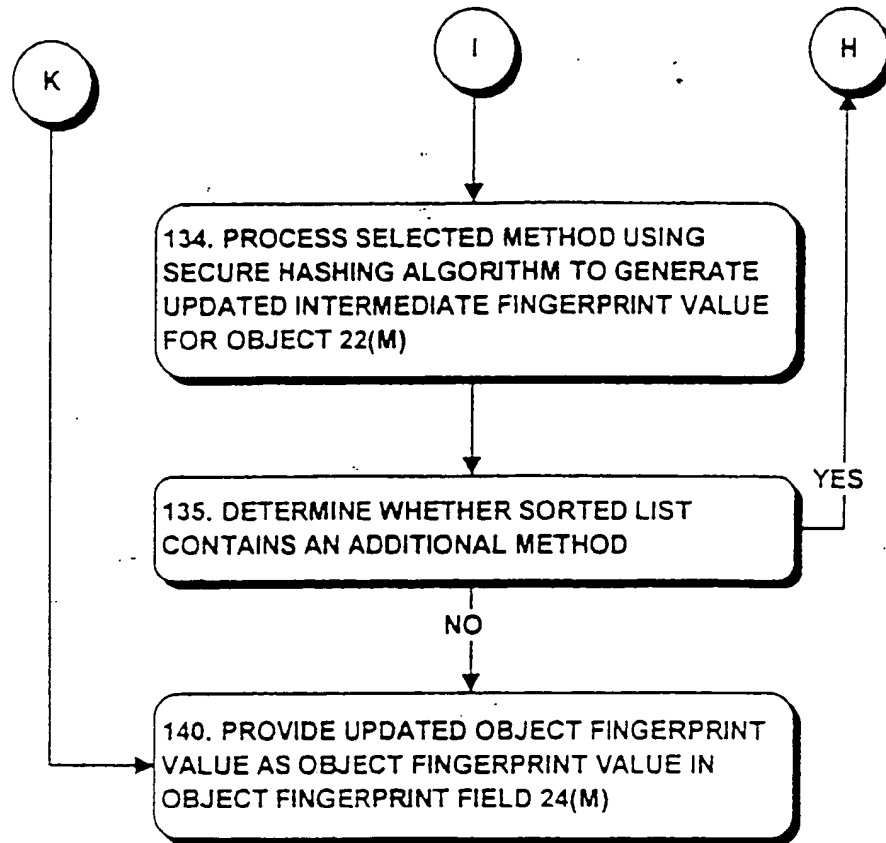 K
I
H
134. PROCESS SELECTED METHOD USING
SECURE HASHING ALGORITHM TO GENERATE
UPDATED INTERMEDIATE FINGERPRINT VALUE
FOR OBJECT 22(M)
YES
135. DETERMINE WHETHER SORTED LIST
CONTAINS AN ADDITIONAL METHOD
NO
140. PROVIDE UPDATED OBJECT FINGERPRINT
VALUE AS OBJECT FINGERPRINT VALUE IN
OBJECT FINGERPRINT FIELD 24(M)